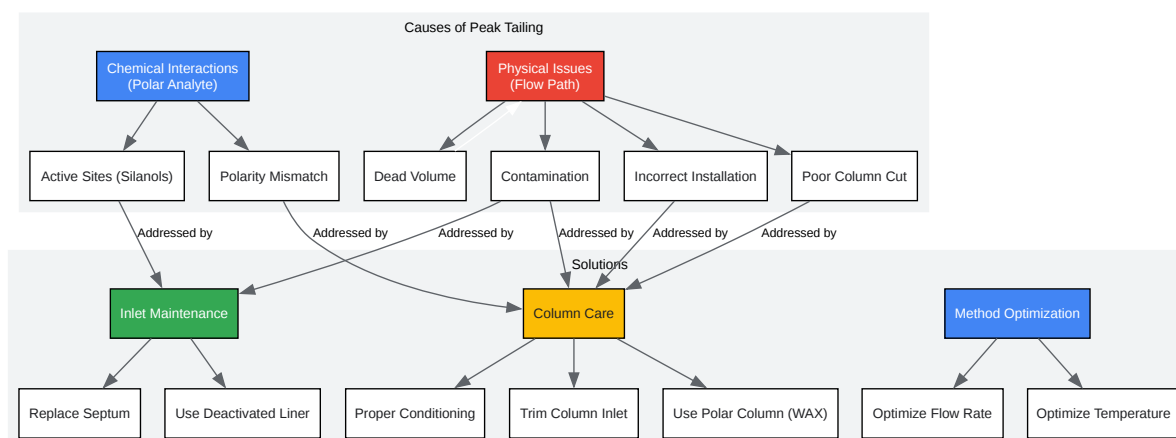 Causes of Peak Tailing
Chemical Interactions
(Polar Analyte)
Physical Issues
(Flow Path)
Active Sites (Silanols)
Polarity Mismatch
Dead Volume
Contamination
Incorrect Installation
Poor Column Cut
Addressed by
Addressed by
Addressed by
Addressed by
Addressed by
Addressed by
Solutions
Inlet Maintenance
Column Care
Method Optimization
Replace Septum
Use Deactivated Liner
Proper Conditioning
Trim Column Inlet
Use Polar Column (WAX)
Optimize Flow Rate
Optimize Temperature